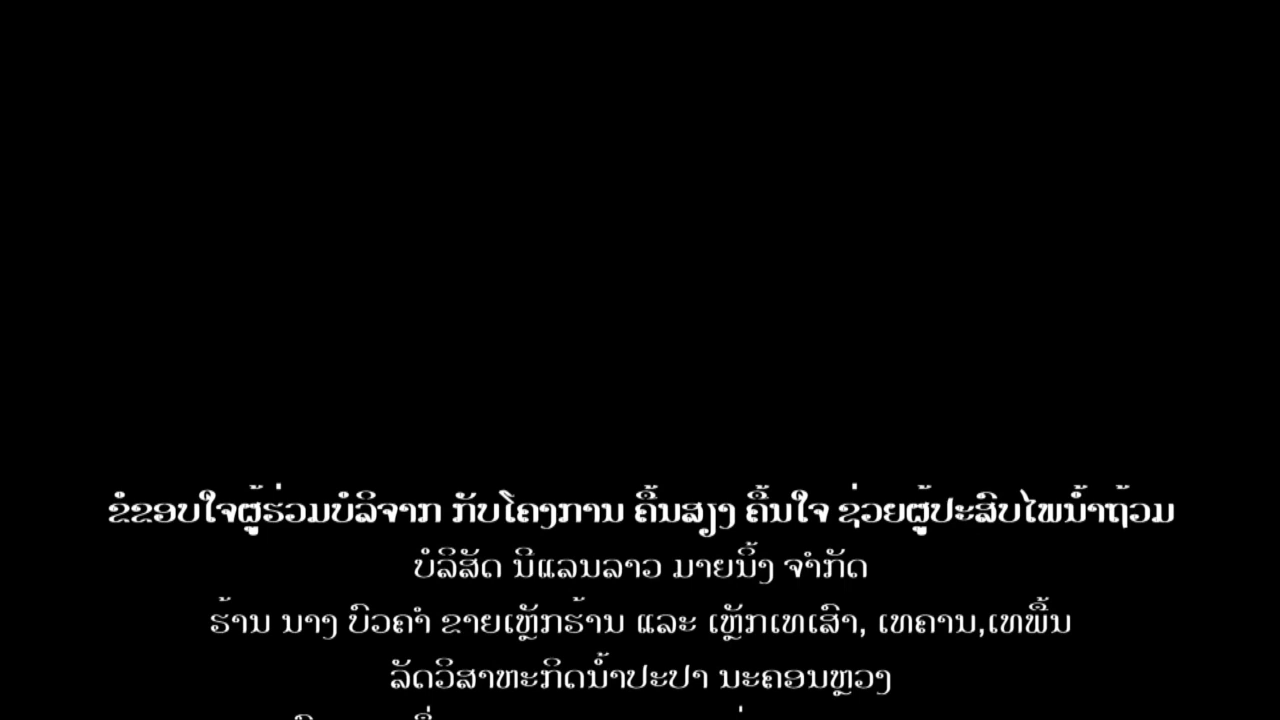 ຂໍຂອບໃຈຜູ້ຮ່ວມບໍລິຈາກ ກັບໂຄງການ ຄື້ນສຽງ ຄື້ນໃຈ ຊ່ວຍຜູ້ປະສົບໄພນ້ຳຖ້ວມ
ບໍລິສັດ ນິແລນລາວ ມາຍນິ້ງ ຈຳກັດ
ຮ້ານ ນາງ ບົວຄຳ ຂາຍເຫຼັກຮ້ານ ແລະ ເຫຼັກເທເສົາ, ເທຄານ,ເທພື້ນ
ລັດວິສາຫະກິດນ້ຳປະປາ ນະຄອນຫຼວງ